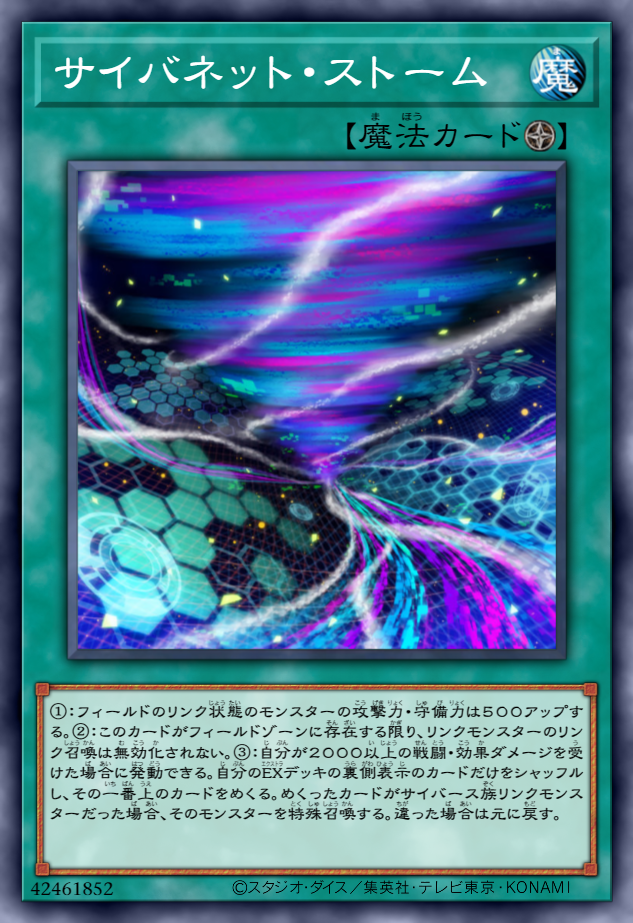 サイバネット・ストーム
魔
【魔法カード】
①：フィールドのリンク状態のモンスターの攻撃力・守備力は５００アップす
る。②：このカードがフィールドゾーンに存在する限り、リンクモンスターのリン
ク召喚は無効化されない。③：自分が２０００以上の戦闘・効果ダメージを受
けた場合に発動できる。自分のEXデッキの裏側表示のカードだけをシャッフル
し、その一番上のカードをめくる。めくったカードがサイバース族リンクモンス
ターだった場合、そのモンスターを特殊召喚する。違った場合は元に戻す。
42461852 ©スタジオ・ダイス／集英社・テレビ東京・KONAMI